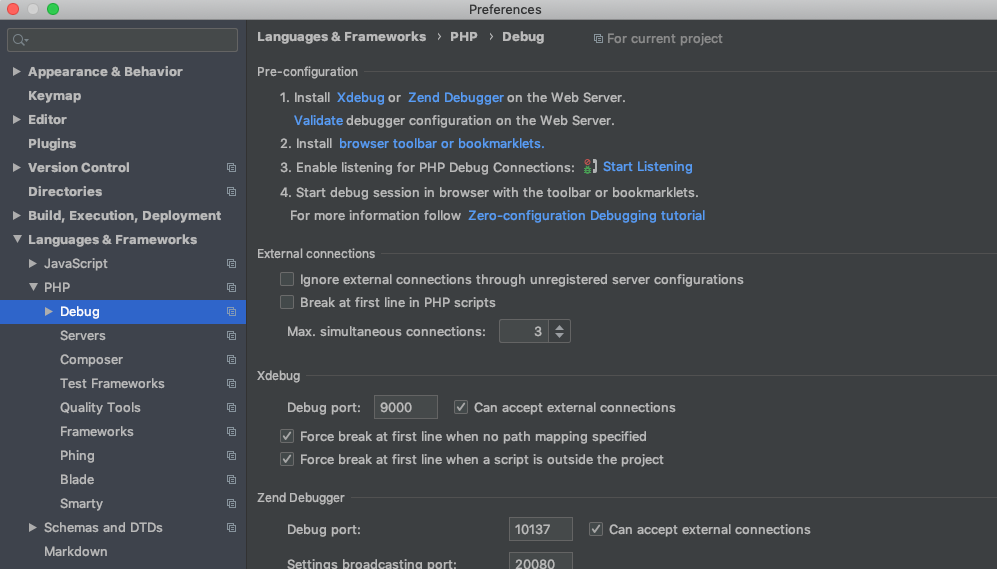 Preferences
Appearance & Behavior
Keymap
Editor
Plugins
Version Control
Directories
Build, Execution, Deployment
Languages & Frameworks
JavaScript
PHP
Debug
Servers
Composer
Test Frameworks
Quality Tools
Frameworks
Phing
Blade
Smarty
Schemas and DTDs
Markdown
Languages & Frameworks › PHP › Debug For current project
Pre-configuration
1. Install Xdebug or Zend Debugger on the Web Server.
Validate debugger configuration on the Web Server.
2. Install browser toolbar or bookmarklets.
3. Enable listening for PHP Debug Connections: Start Listening
4. Start debug session in browser with the toolbar or bookmarklets.
For more information follow Zero-configuration Debugging tutorial
External connections
Ignore external connections through unregistered server configurations
Break at first line in PHP scripts
Max. simultaneous connections: 3
Xdebug
Debug port: 9000 Can accept external connections
Force break at first line when no path mapping specified
Force break at first line when a script is outside the project
Zend Debugger
Debug port: 10137 Can accept external connections
Settings broadcasting port: 20080